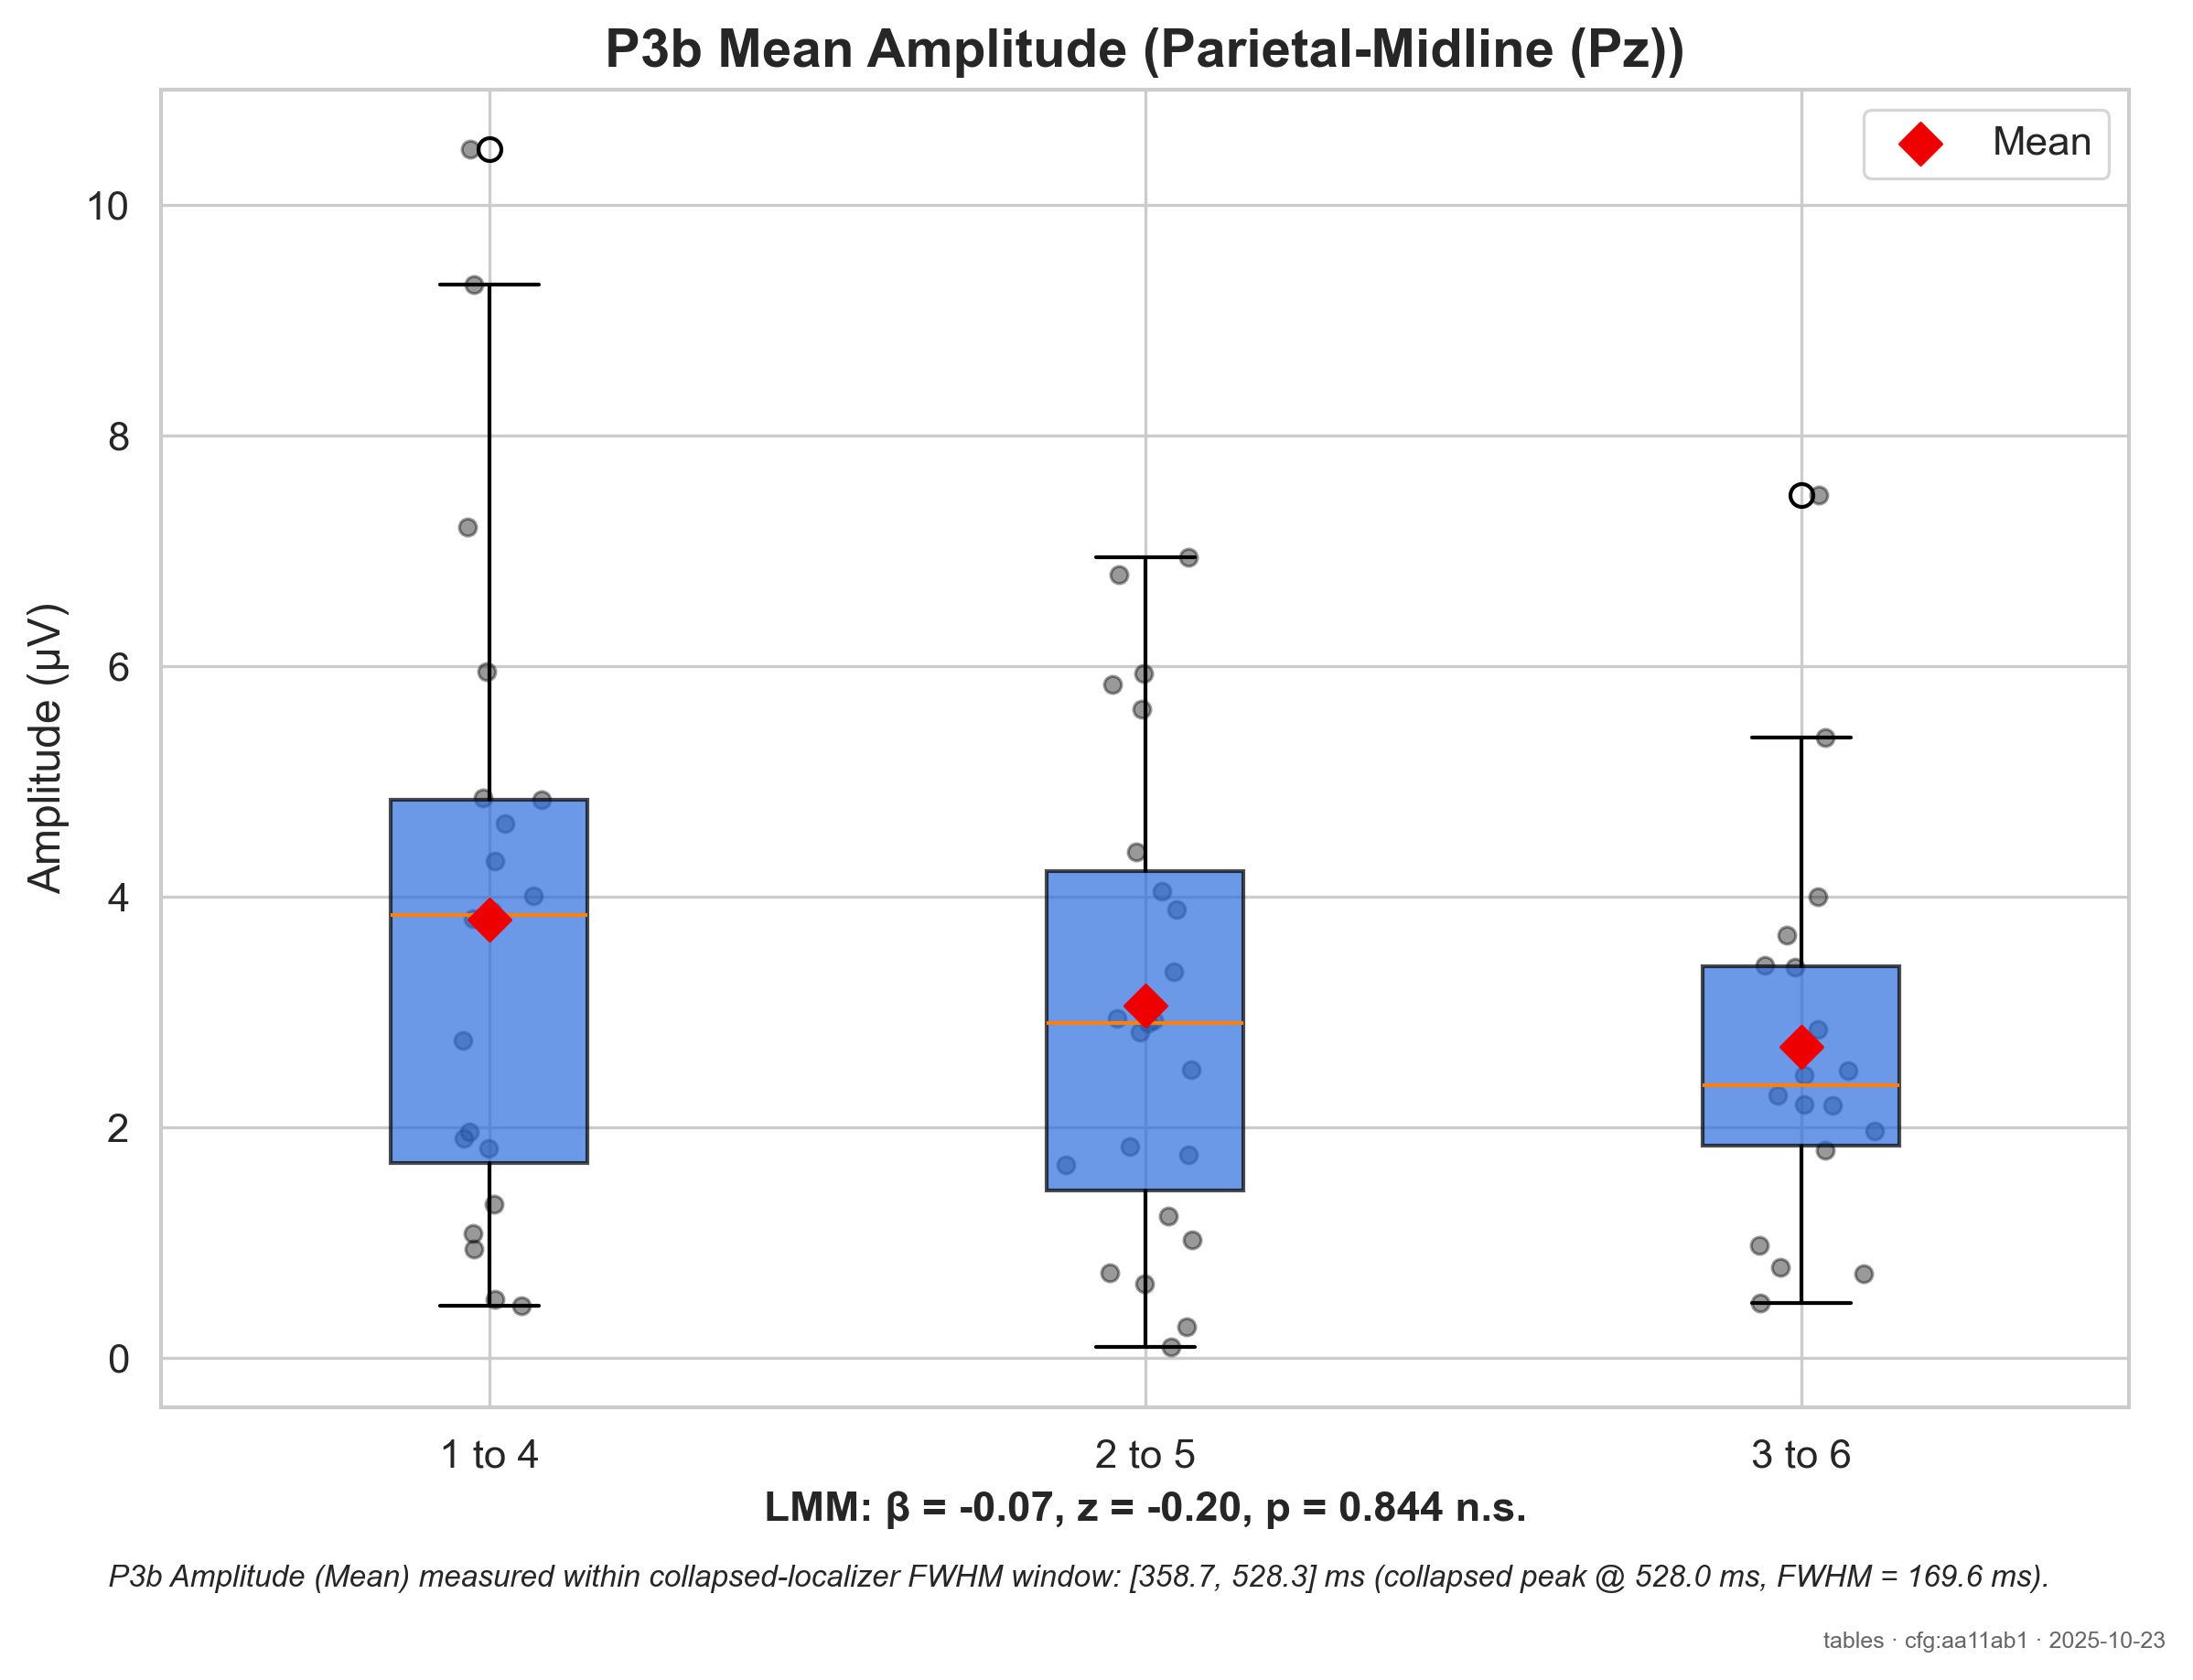 P3b Mean Amplitude (Parietal-Midline (Pz))
Mean
Amplitude (μV)
10
8
6
4
2
0
1 to 4
2 to 5
3 to 6
LMM: β = -0.07, z = -0.20, p = 0.844 n.s.
P3b Amplitude (Mean) measured within collapsed-localizer FWHM window: [358.7, 528.3] ms (collapsed peak @ 528.0 ms, FWHM = 169.6 ms).
tables · cfg:aa11ab1 · 2025-10-23